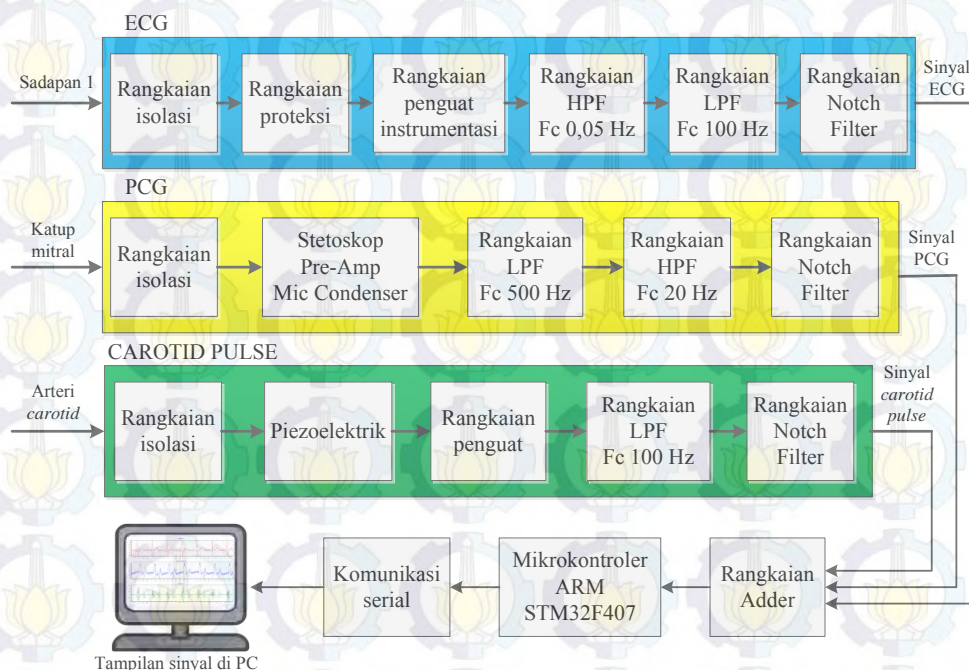 ECG
Sadapan 1
Rangkaian
isolasi
Rangkaian
proteksi
Rangkaian
penguat
instrumentasi
Rangkaian
HPF
Fc 0,05 Hz
Rangkaian
LPF
Fc 100 Hz
Rangkaian
Notch
Filter
Sinyal
ECG
PCG
Katup
mitral
Rangkaian
isolasi
Stetoskop
Pre-Amp
Mic Condenser
Rangkaian
LPF
Fc 500 Hz
Rangkaian
HPF
Fc 20 Hz
Rangkaian
Notch
Filter
Sinyal
PCG
CAROTID PULSE
Arteri
carotid
Rangkaian
isolasi
Piezoelektrik
Rangkaian
penguat
Rangkaian
LPF
Fc 100 Hz
Rangkaian
Notch
Filter
Sinyal
carotid
pulse
Tampilan sinyal di PC
Komunikasi
serial
Mikrokontroler
ARM
STM32F407
Rangkaian
Adder